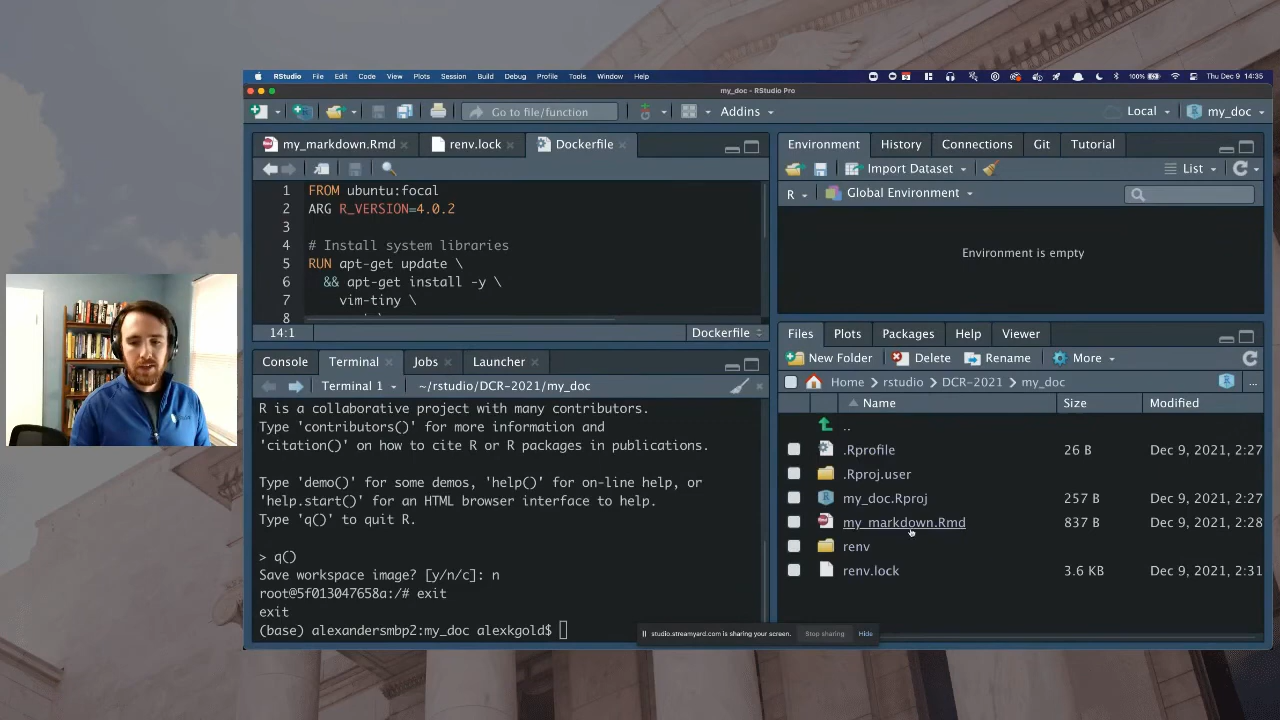 RStudio File Edit Code View Plots Session Build Debug Profile Tools Window Help 100% Thu Dec 9 14:35
my_doc - RStudio Pro
Go to file/function Addins Local my_doc
my_markdown.Rmd renv.lock Dockerfile
1 FROM ubuntu:focal
2 ARG R_VERSION=4.0.2
3
4 # Install system libraries
5 RUN apt-get update \
6 && apt-get install -y \
7 vim-tiny \
8
14:1 Dockerfile
Console Terminal Jobs Launcher
Terminal 1 ~/rstudio/DCR-2021/my_doc
R is a collaborative project with many contributors.
Type 'contributors()' for more information and
'citation()' on how to cite R or R packages in publications.
Type 'demo()' for some demos, 'help()' for on-line help, or
'help.start()' for an HTML browser interface to help.
Type 'q()' to quit R.
> q()
Save workspace image? [y/n/c]: n
root@5f013047658a:/# exit
exit
(base) alexandersmbp2:my_doc alexkgold$
Environment History Connections Git Tutorial
Import Dataset List
R Global Environment
Environment is empty
Files Plots Packages Help Viewer
New Folder Delete Rename More
Home rstudio DCR-2021 my_doc ...
Name Size Modified
..
.Rprofile 26 B Dec 9, 2021, 2:27
.Rproj.user
my_doc.Rproj 257 B Dec 9, 2021, 2:27
my_markdown.Rmd 837 B Dec 9, 2021, 2:28
renv
renv.lock 3.6 KB Dec 9, 2021, 2:31
studio.streamyard.com is sharing your screen. Stop sharing Hide